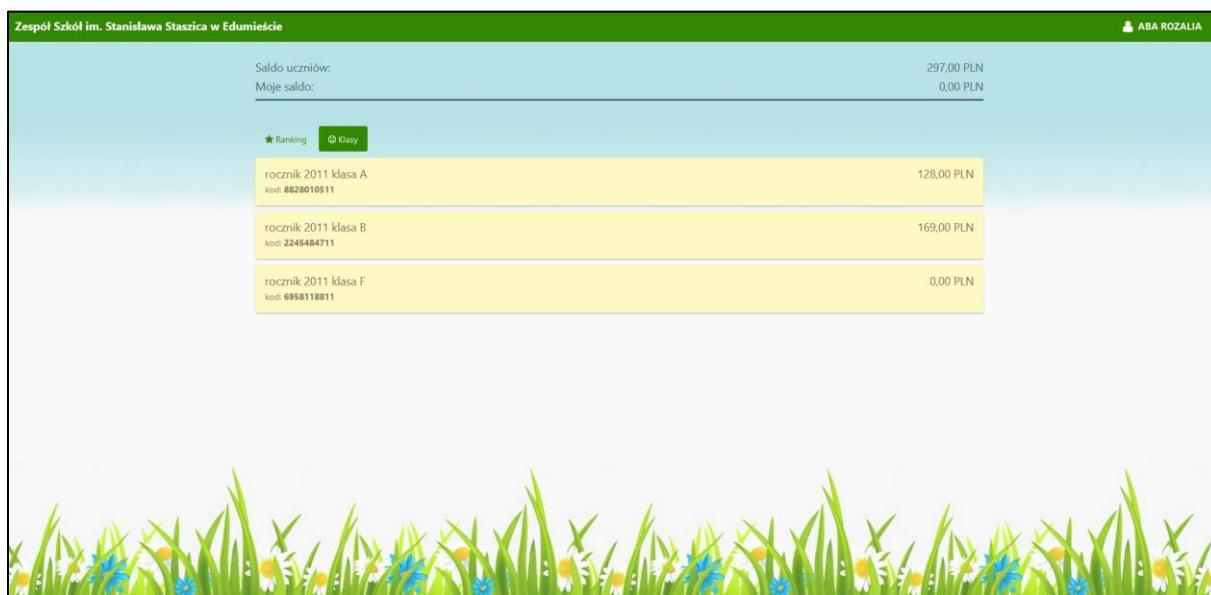 Zespół Szkół im. Stanisława Staszica w Edumieście ABA ROZALIA
Saldo uczniów: 297,00 PLN
Moje saldo: 0,00 PLN
Ranking Klasy
rocznik 2011 klasa A 128,00 PLN
kod: 8828010511
rocznik 2011 klasa B 169,00 PLN
kod: 2245484711
rocznik 2011 klasa F 0,00 PLN
kod: 6958118811